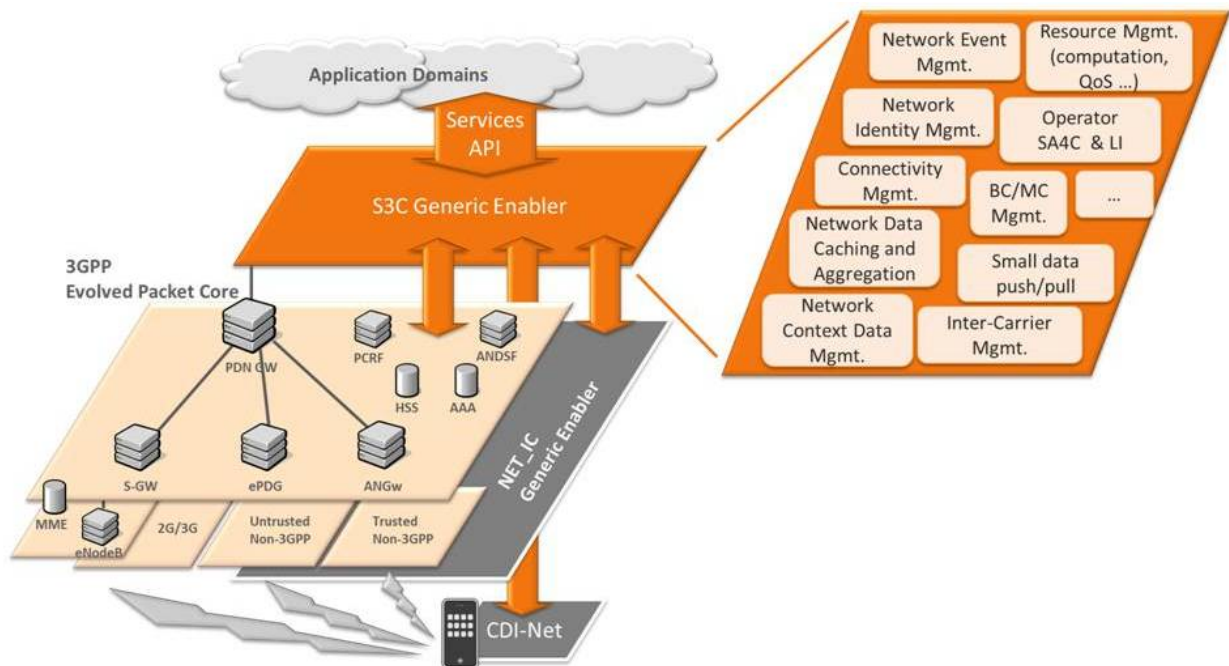 Application Domains
Services
API
S3C Generic Enabler
3GPP
Evolved Packet Core
PDN GW
PCRF
ANDSF
HSS
AAA
S-GW
ePDG
ANGw
MME
eNodeB
2G/3G
Untrusted
Non-3GPP
Trusted
Non-3GPP
NET_IC
Generic Enabler
CDI-Net
Network Event
Mgmt.
Resource Mgmt.
(computation,
QoS ...)
Network
Identity Mgmt.
Operator
SA4C & LI
Connectivity
Mgmt.
BC/MC
Mgmt.
...
Network Data
Caching and
Aggregation
Small data
push/pull
Network
Context Data
Mgmt.
Inter-Carrier
Mgmt.